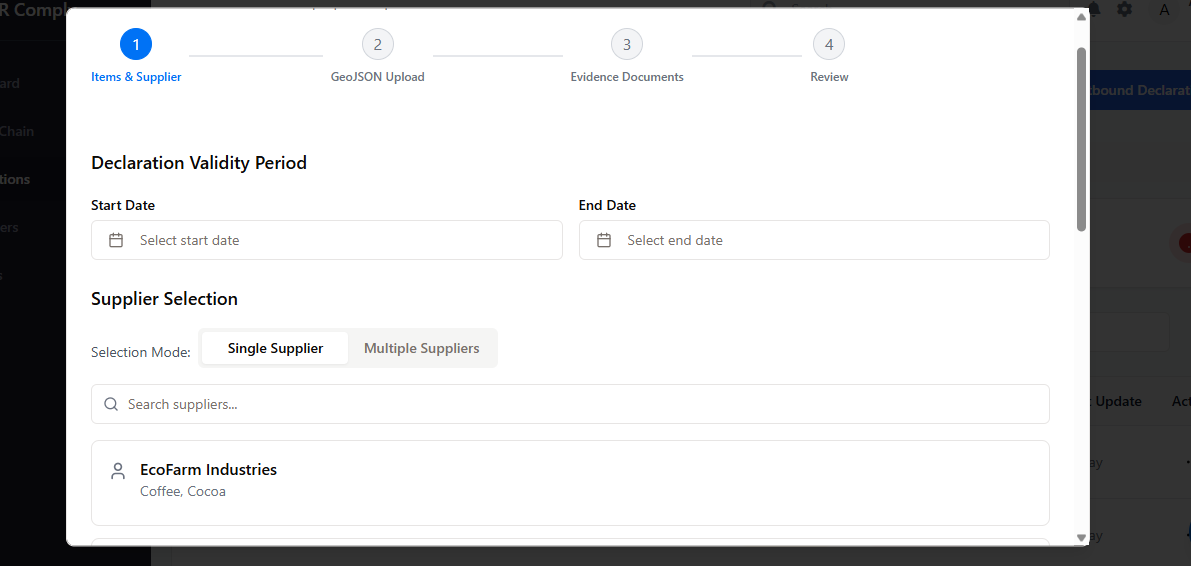 R Compl
A
1
2
3
4
Items & Supplier
GeoJSON Upload
Evidence Documents
Review
ard
bound Declarat
Chain
Declaration Validity Period
tions
Start Date
End Date
ers
Select start date
Select end date
Supplier Selection
Selection Mode:
Single Supplier
Multiple Suppliers
Search suppliers...
Update
Act
EcoFarm Industries
Coffee, Cocoa
ay
ay